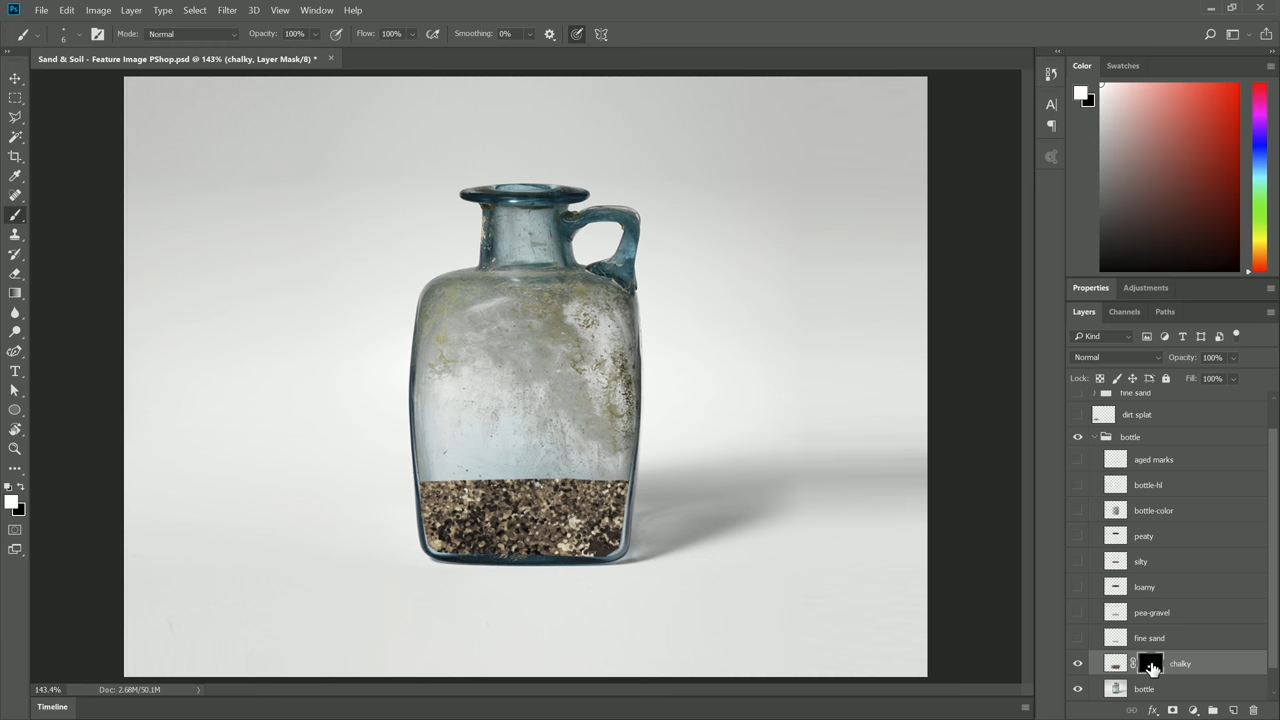 Ps File Edit Image Layer Type Select Filter 3D View Window Help
6 Mode: Normal Opacity: 100% Flow: 100% Smoothing: 0%
Sand & Soil - Feature Image PShop.psd @ 143% (chalky, Layer Mask/8) *
Color Swatches
Properties Adjustments
Layers Channels Paths
Kind
Normal Opacity: 100%
Lock: Fill: 100%
fine sand
dirt splat
bottle
aged marks
bottle-hl
bottle-color
peaty
silty
loamy
pea-gravel
fine sand
chalky
bottle
143.4% Doc: 2.68M/50.1M
Timeline